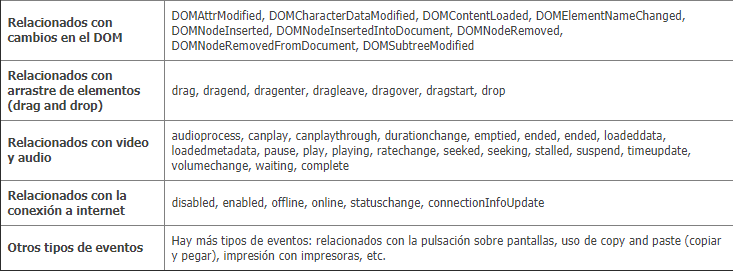 Relacionados con
cambios en el DOM
DOMAttrModified, DOMCharacterDataModified, DOMContentLoaded, DOMElementNameChanged,
DOMNodeInserted, DOMNodeInsertedIntoDocument, DOMNodeRemoved,
DOMNodeRemovedFromDocument, DOMSubtreeModified
Relacionados con
arrastre de elementos
(drag and drop)
drag, dragend, dragenter, dragleave, dragover, dragstart, drop
Relacionados con video
y audio
audioprocess, canplay, canplaythrough, durationchange, emptied, ended, ended, loadeddata,
loadedmetadata, pause, play, playing, ratechange, seeked, seeking, stalled, suspend, timeupdate,
volumechange, waiting, complete
Relacionados con la
conexión a internet
disabled, enabled, offline, online, statuschange, connectionInfoUpdate
Otros tipos de eventos
Hay más tipos de eventos: relacionados con la pulsación sobre pantallas, uso de copy and paste (copiar
y pegar), impresión con impresoras, etc.